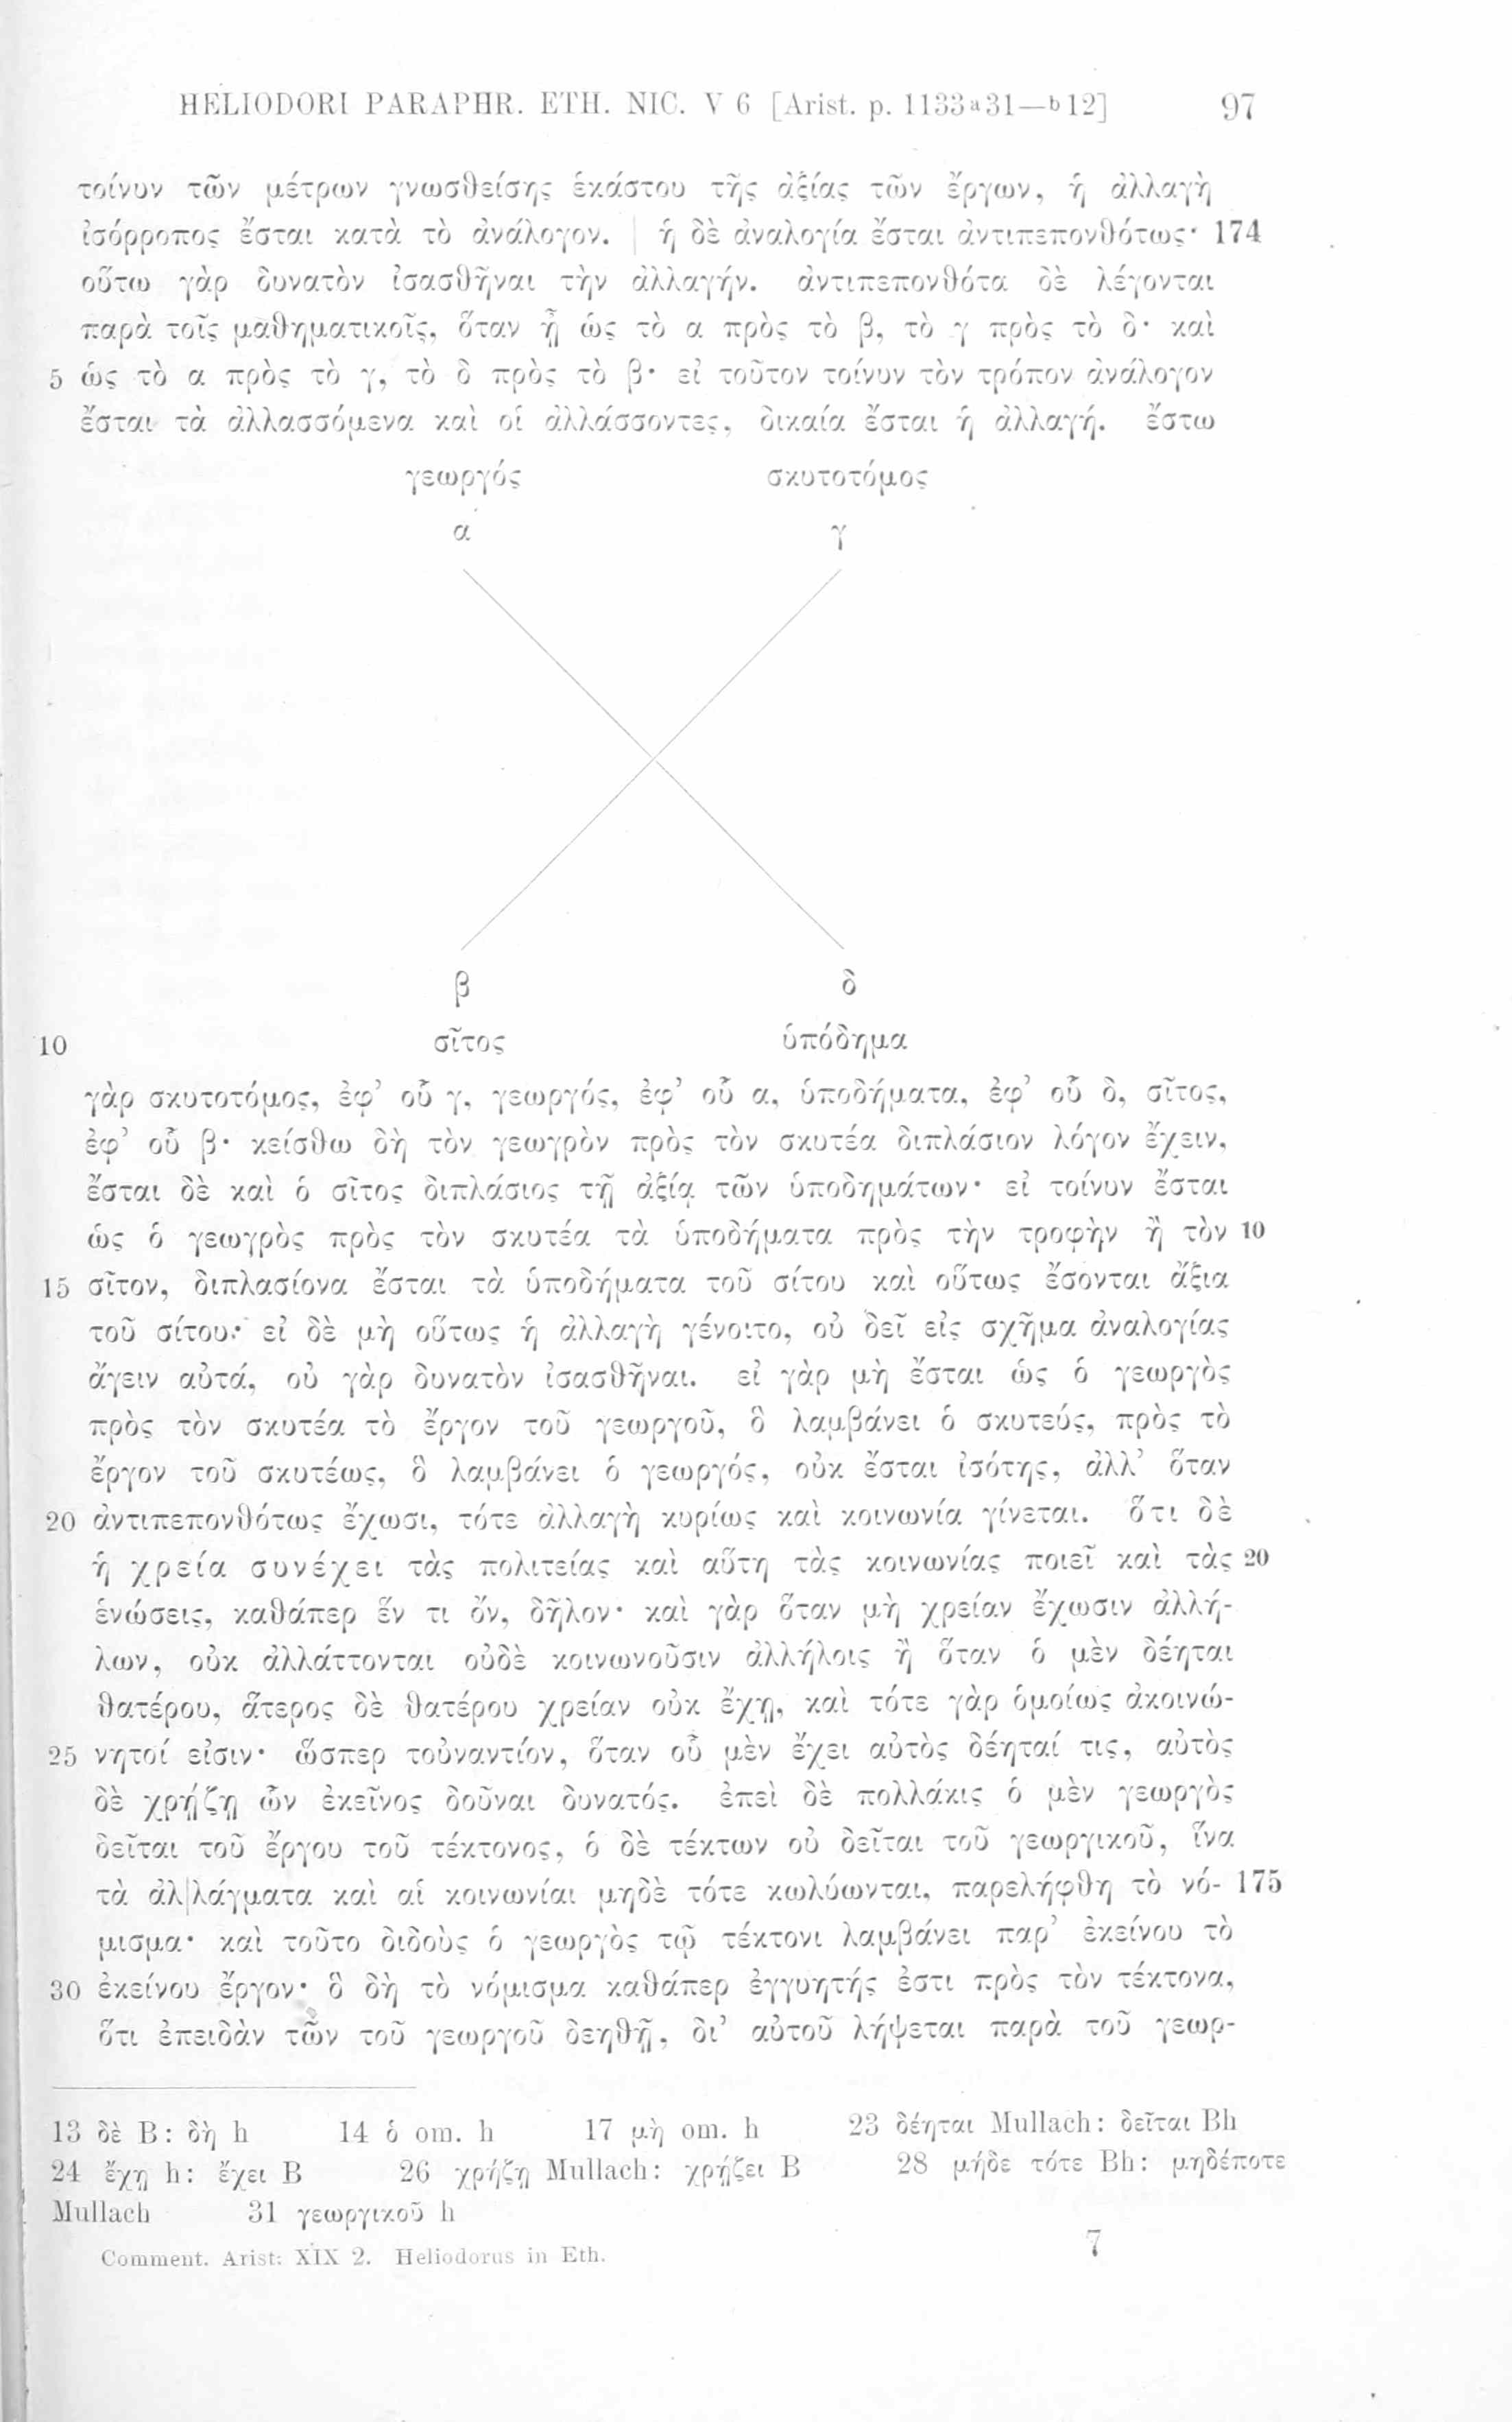 HELIODORI PARAPHR. ETH. NIC. V 6 [Arist. p. 1133a31—b12] 97
τοίνυν τῶν μέτρων γνωσθείσης ἑκάστου τῆς ἀξίας τῶν ἔργων, ἡ ἀλλαγὴ
ἰσόρροπος ἔσται κατὰ τὸ ἀνάλογον. | ἡ δὲ ἀναλογία ἔσται ἀντιπεπονθότως· 174
οὕτω γὰρ δυνατὸν ἰσασθῆναι τὴν ἀλλαγήν. ἀντιπεπονθότα δὲ λέγονται
παρὰ τοῖς μαθηματικοῖς, ὅταν ᾖ ὡς τὸ α πρὸς τὸ β, τὸ γ πρὸς τὸ δ· καὶ
5 ὡς τὸ α πρὸς τὸ γ, τὸ δ πρὸς τὸ β· εἰ τοῦτον τοίνυν τὸν τρόπον ἀνάλογον
ἔσται τὰ ἀλλασσόμενα καὶ οἱ ἀλλάσσοντες, δικαία ἔσται ἡ ἀλλαγή. ἔστω
γεωργός σκυτοτόμος
α γ
β δ
10 σῖτος ὑπόδημα
γὰρ σκυτοτόμος, ἐφ’ οὗ γ, γεωργός, ἐφ’ οὗ α, ὑποδήματα, ἐφ’ οὗ δ, σῖτος,
ἐφ’ οὗ β· κείσθω δὴ τὸν γεωγρὸν πρὸς τὸν σκυτέα διπλάσιον λόγον ἔχειν,
ἔσται δὲ καὶ ὁ σῖτος διπλάσιος τῇ ἀξίᾳ τῶν ὑποδημάτων· εἰ τοίνυν ἔσται
ὡς ὁ γεωγρὸς πρὸς τὸν σκυτέα τὰ ὑποδήματα πρὸς τὴν τροφὴν ἢ τὸν 10
15 σῖτον, διπλασίονα ἔσται τὰ ὑποδήματα τοῦ σίτου καὶ οὕτως ἔσονται ἄξια
τοῦ σίτου· εἰ δὲ μὴ οὕτως ἡ ἀλλαγὴ γένοιτο, οὐ δεῖ εἰς σχῆμα ἀναλογίας
ἄγειν αὐτά, οὐ γὰρ δυνατὸν ἰσασθῆναι. εἰ γὰρ μὴ ἔσται ὡς ὁ γεωργὸς
πρὸς τὸν σκυτέα τὸ ἔργον τοῦ γεωργοῦ, ὃ λαμβάνει ὁ σκυτεύς, πρὸς τὸ
ἔργον τοῦ σκυτέως, ὃ λαμβάνει ὁ γεωργός, οὐκ ἔσται ἰσότης, ἀλλ’ ὅταν
20 ἀντιπεπονθότως ἔχωσι, τότε ἀλλαγὴ κυρίως καὶ κοινωνία γίνεται. ὅτι δὲ
ἡ χρεία συνέχει τὰς πολιτείας καὶ αὕτη τὰς κοινωνίας ποιεῖ καὶ τὰς 20
ἑνώσεις, καθάπερ ἕν τι ὄν, δῆλον· καὶ γὰρ ὅταν μὴ χρείαν ἔχωσιν ἀλλή-
λων, οὐκ ἀλλάττονται οὐδὲ κοινωνοῦσιν ἀλλήλοις ἢ ὅταν ὁ μὲν δέηται
θατέρου, ἅτερος δὲ θατέρου χρείαν οὐκ ἔχῃ, καὶ τότε γὰρ ὁμοίως ἀκοινώ-
25 νητοί εἰσιν· ὥσπερ τοὐναντίον, ὅταν οὗ μὲν ἔχει αὐτὸς δέηταί τις, αὐτὸς
δὲ χρῄζῃ ὧν ἐκεῖνος δοῦναι δυνατός. ἐπεὶ δὲ πολλάκις ὁ μὲν γεωργὸς
δεῖται τοῦ ἔργου τοῦ τέκτονος, ὁ δὲ τέκτων οὐ δεῖται τοῦ γεωργικοῦ, ἵνα
τὰ ἀλ|λάγματα καὶ αἱ κοινωνίαι μηδὲ τότε κωλύωνται, παρελήφθη τὸ νό- 175
μισμα· καὶ τοῦτο διδοὺς ὁ γεωργὸς τῷ τέκτονι λαμβάνει παρ’ ἐκείνου τὸ
30 ἐκείνου ἔργον· ὃ δὴ τὸ νόμισμα καθάπερ ἐγγυητής ἐστι πρὸς τὸν τέκτονα,
ὅτι ἐπειδὰν τῶν τοῦ γεωργοῦ δεηθῇ, δι’ αὐτοῦ λήψεται παρὰ τοῦ γεωρ-
13 δὲ B: δὴ h 14 ὁ om. h 17 μὴ om. h 23 δέηται Mullach: δεῖται Bh
24 ἔχῃ h: ἔχει B 26 χρῄζῃ Mullach: χρῄζει B 28 μήδε τότε Bh: μηδέποτε
Mullach 31 γεωργικοῦ h
Comment. Arist: XIX 2. Heliodorus in Eth. 7